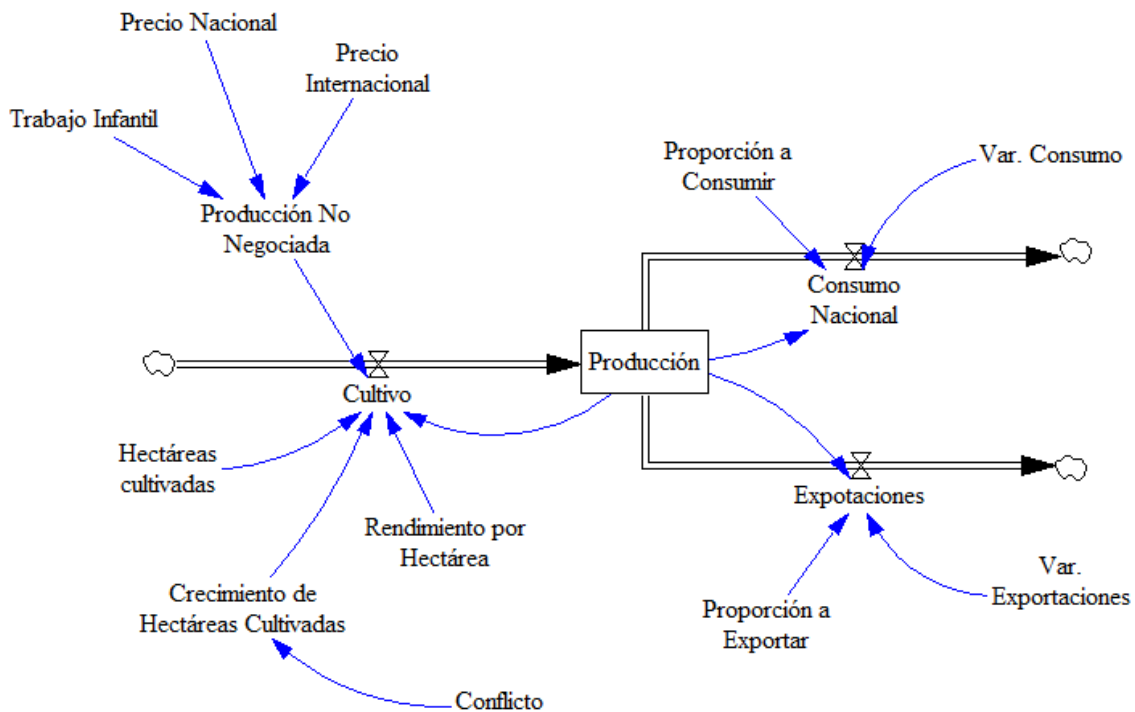 Precio Nacional
Precio
Internacional
Trabajo Infantil
Proporción a
Consumir
Var. Consumo
Producción No
Negociada
Consumo
Nacional
Producción
Cultivo
Hectáreas
cultivadas
Expotaciones
Rendimiento por
Hectárea
Var.
Exportaciones
Crecimiento de
Hectáreas Cultivadas
Proporción a
Exportar
Conflicto